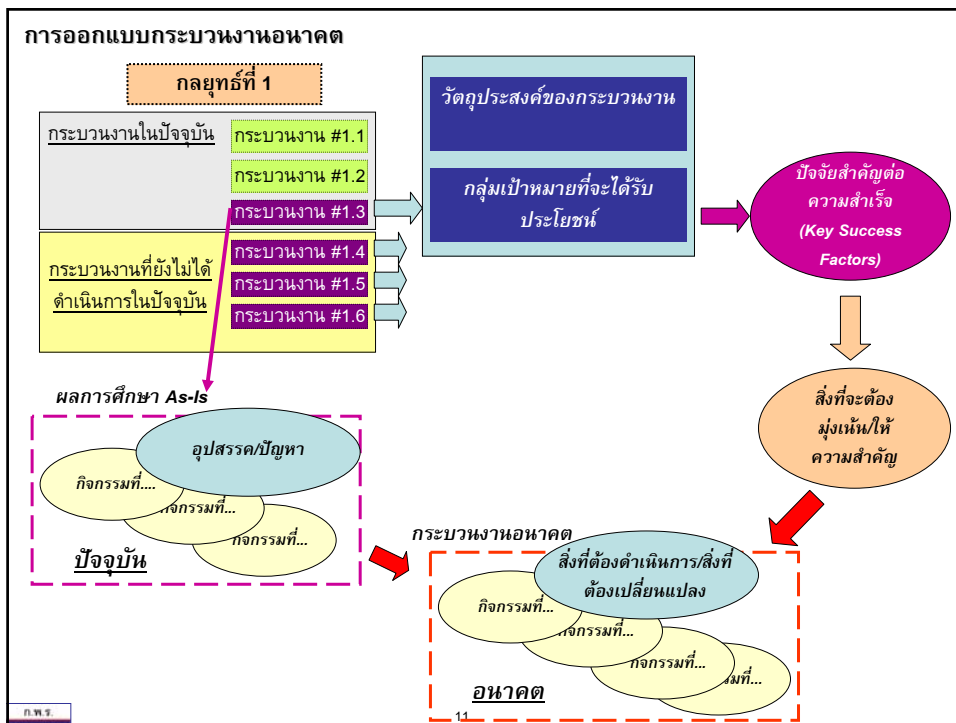 การออกแบบกระบวนงานอนาคต
กลยุทธ์ที่ 1
กระบวนงานในปัจจุบัน
กระบวนงาน #1.1
กระบวนงาน #1.2
กระบวนงาน #1.3
กระบวนงานที่ยังไม่ได้
ดำเนินการในปัจจุบัน
กระบวนงาน #1.4
กระบวนงาน #1.5
กระบวนงาน #1.6
วัตถุประสงค์ของกระบวนงาน
กลุ่มเป้าหมายที่จะได้รับ
ประโยชน์
ปัจจัยสำคัญต่อ
ความสำเร็จ
(Key Success
Factors)
สิ่งที่จะต้อง
มุ่งเน้น/ให้
ความสำคัญ
ผลการศึกษา As-Is
อุปสรรค/ปัญหา
กิจกรรมที่....
กิจกรรมที่...
กิจกรรมที่...
ปัจจุบัน
กระบวนงานอนาคต
สิ่งที่ต้องดำเนินการ/สิ่งที่
ต้องเปลี่ยนแปลง
กิจกรรมที่...
กิจกรรมที่...
กิจกรรมที่...
รมที่...
อนาคต
ก.พ.ร.
11